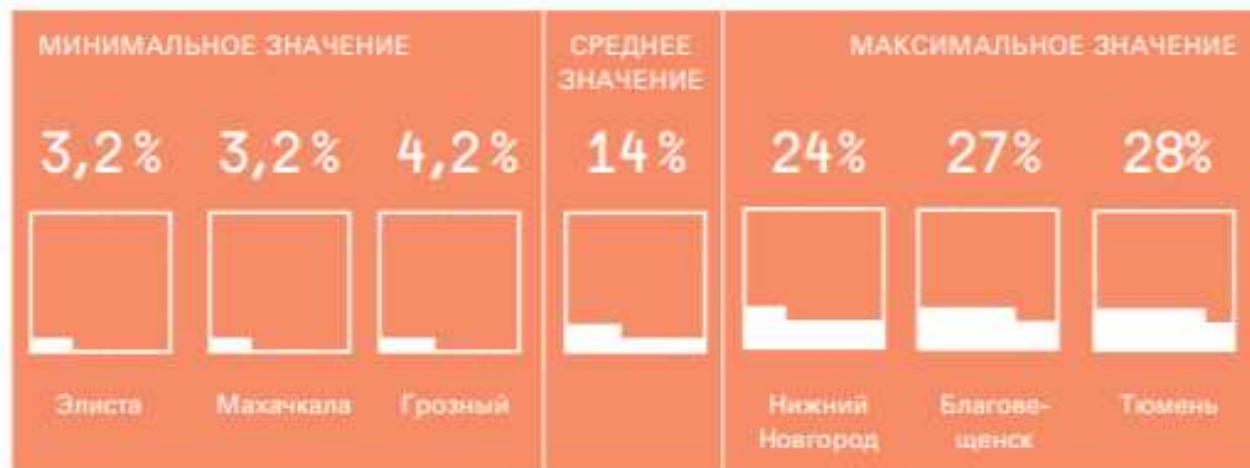 МИНИМАЛЬНОЕ ЗНАЧЕНИЕ
СРЕДНЕЕ
ЗНАЧЕНИЕ
МАКСИМАЛЬНОЕ ЗНАЧЕНИЕ
3,2% 3,2% 4,2% 14% 24% 27% 28%
Элиста Махачкала Грозный Нижний Благове- Тюмень
Новгород щенск